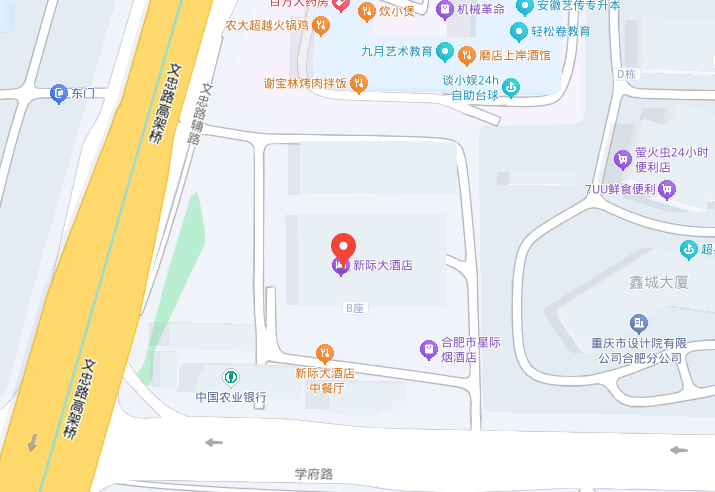 百方大药房
炊小煲
机械革命
安徽艺传专升本
农大超越火锅鸡
轻松卷教育
九月艺术教育
磨店上岸酒馆
谢宝林烤肉拌饭
谈小娱24h
自助台球
D栋
东门
文忠路高架桥
文忠路辅路
萤火虫24小时
便利店
7UU鲜食便利
新际大酒店
鑫城大厦
B座
合肥市星际
烟酒店
重庆市设计院有限
公司合肥分公司
新际大酒店
·中餐厅
中国农业银行
文忠路高架桥
学府路